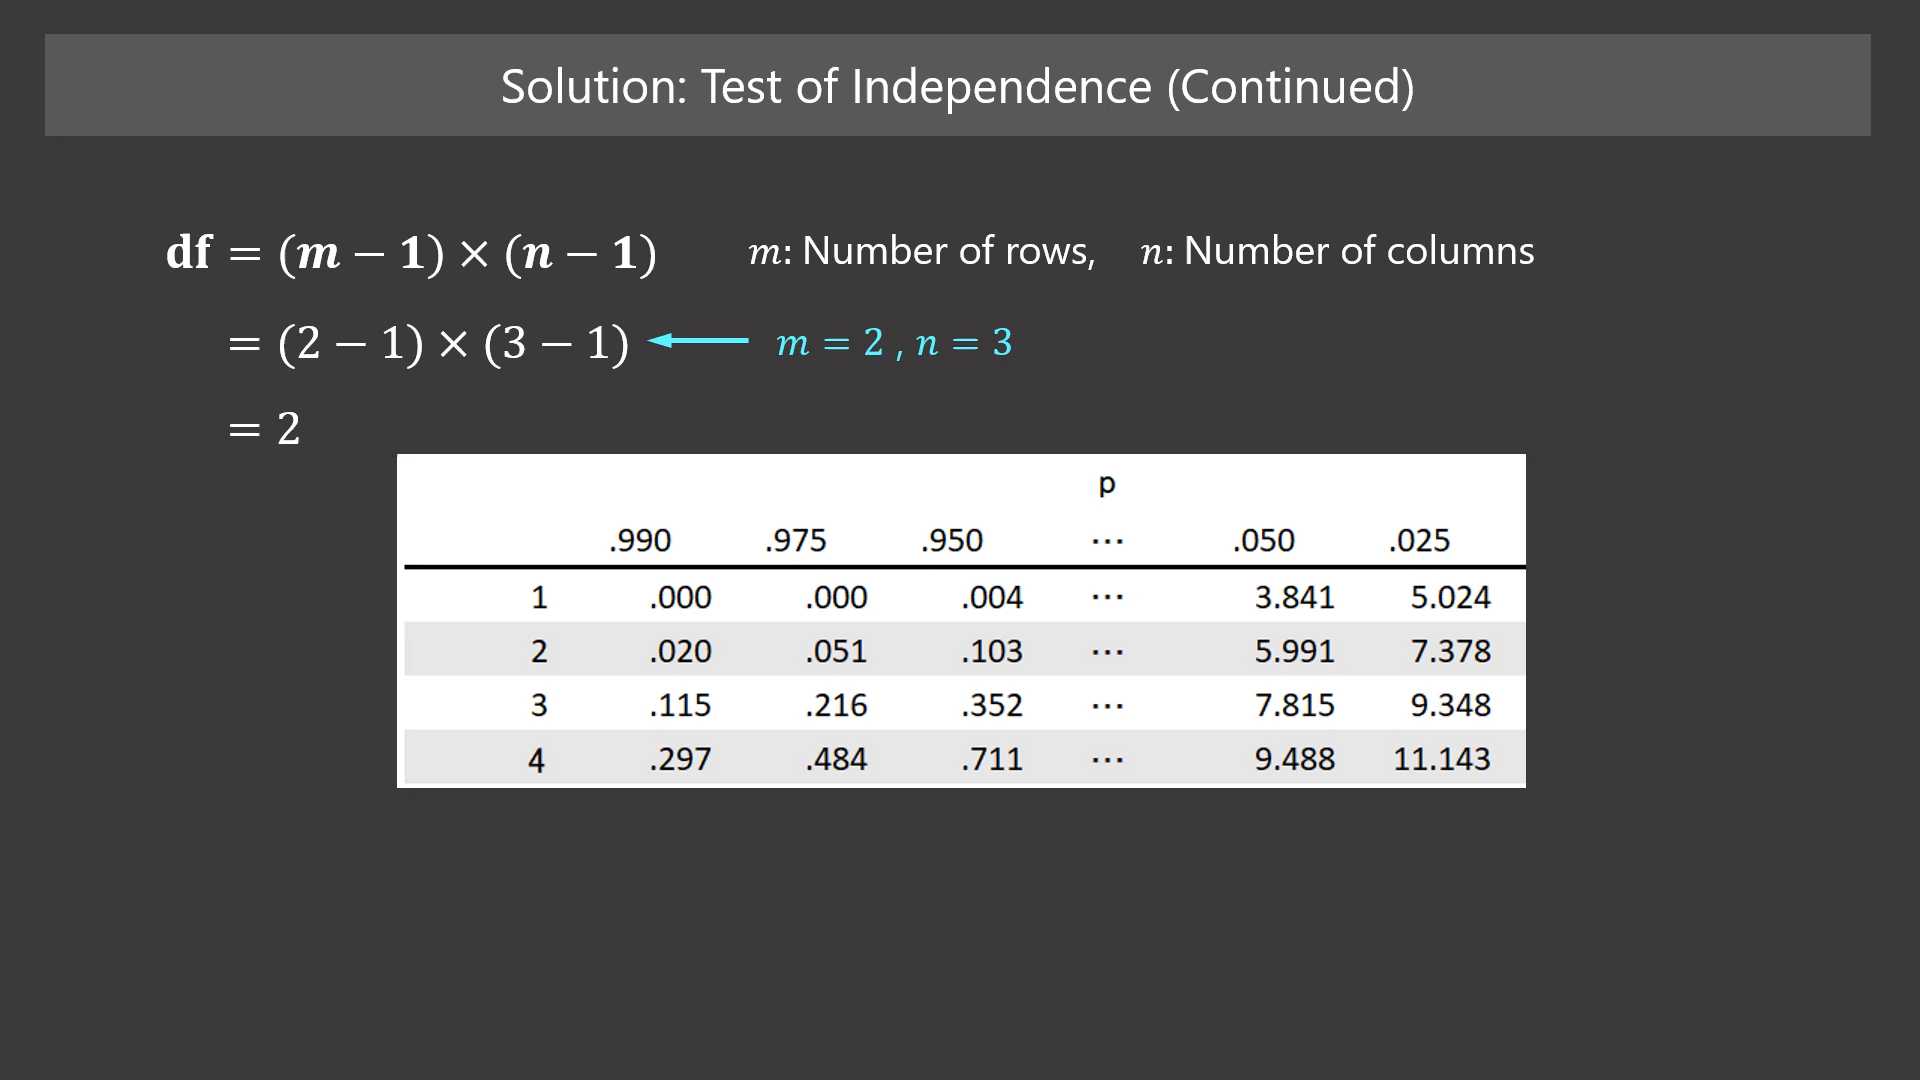 Solution: Test of Independence (Continued)
df = (m − 1) × (n − 1) m: Number of rows, n: Number of columns
= (2 − 1) × (3 − 1) m = 2 , n = 3
= 2
p
.990 .975 .950 ⋯ .050 .025
1 .000 .000 .004 ⋯ 3.841 5.024
2 .020 .051 .103 ⋯ 5.991 7.378
3 .115 .216 .352 ⋯ 7.815 9.348
4 .297 .484 .711 ⋯ 9.488 11.143